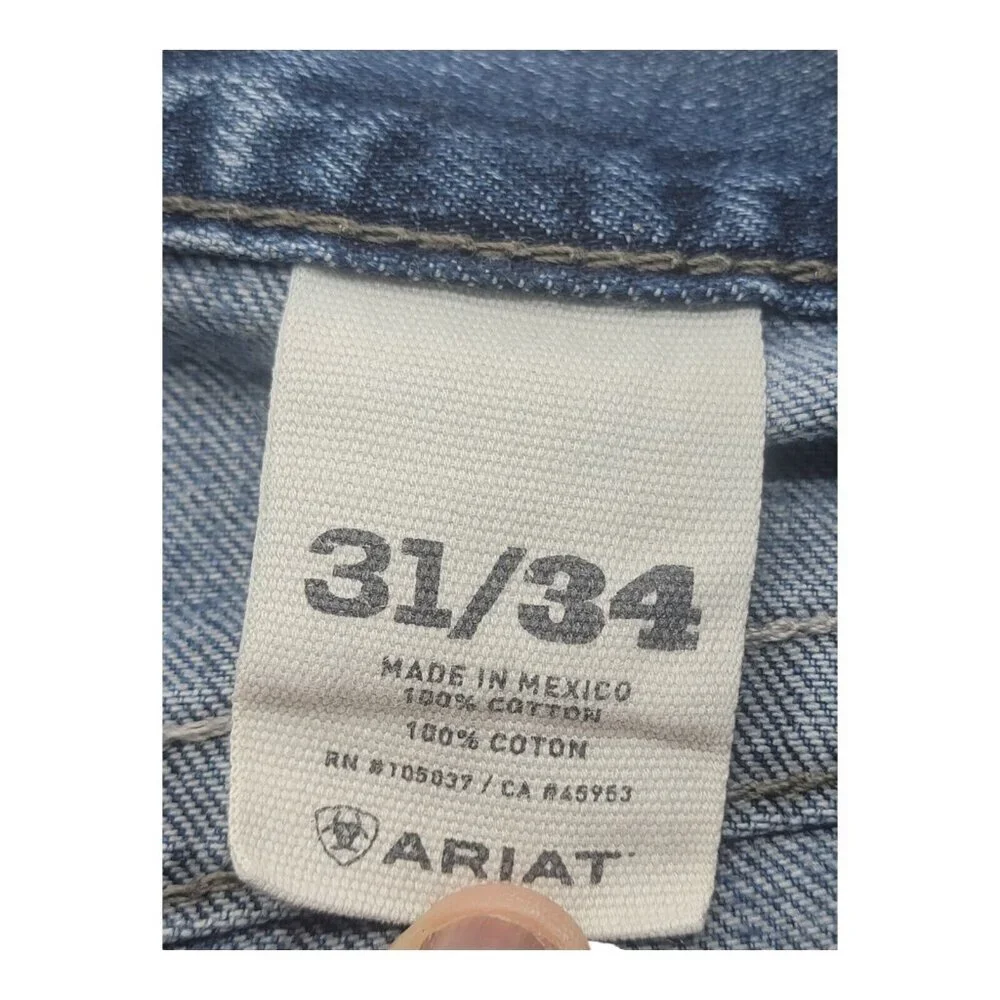 31/34
MADE IN MEXICO
100% COTTON
100% COTON
RN #105037 / CA #45953
ARIAT